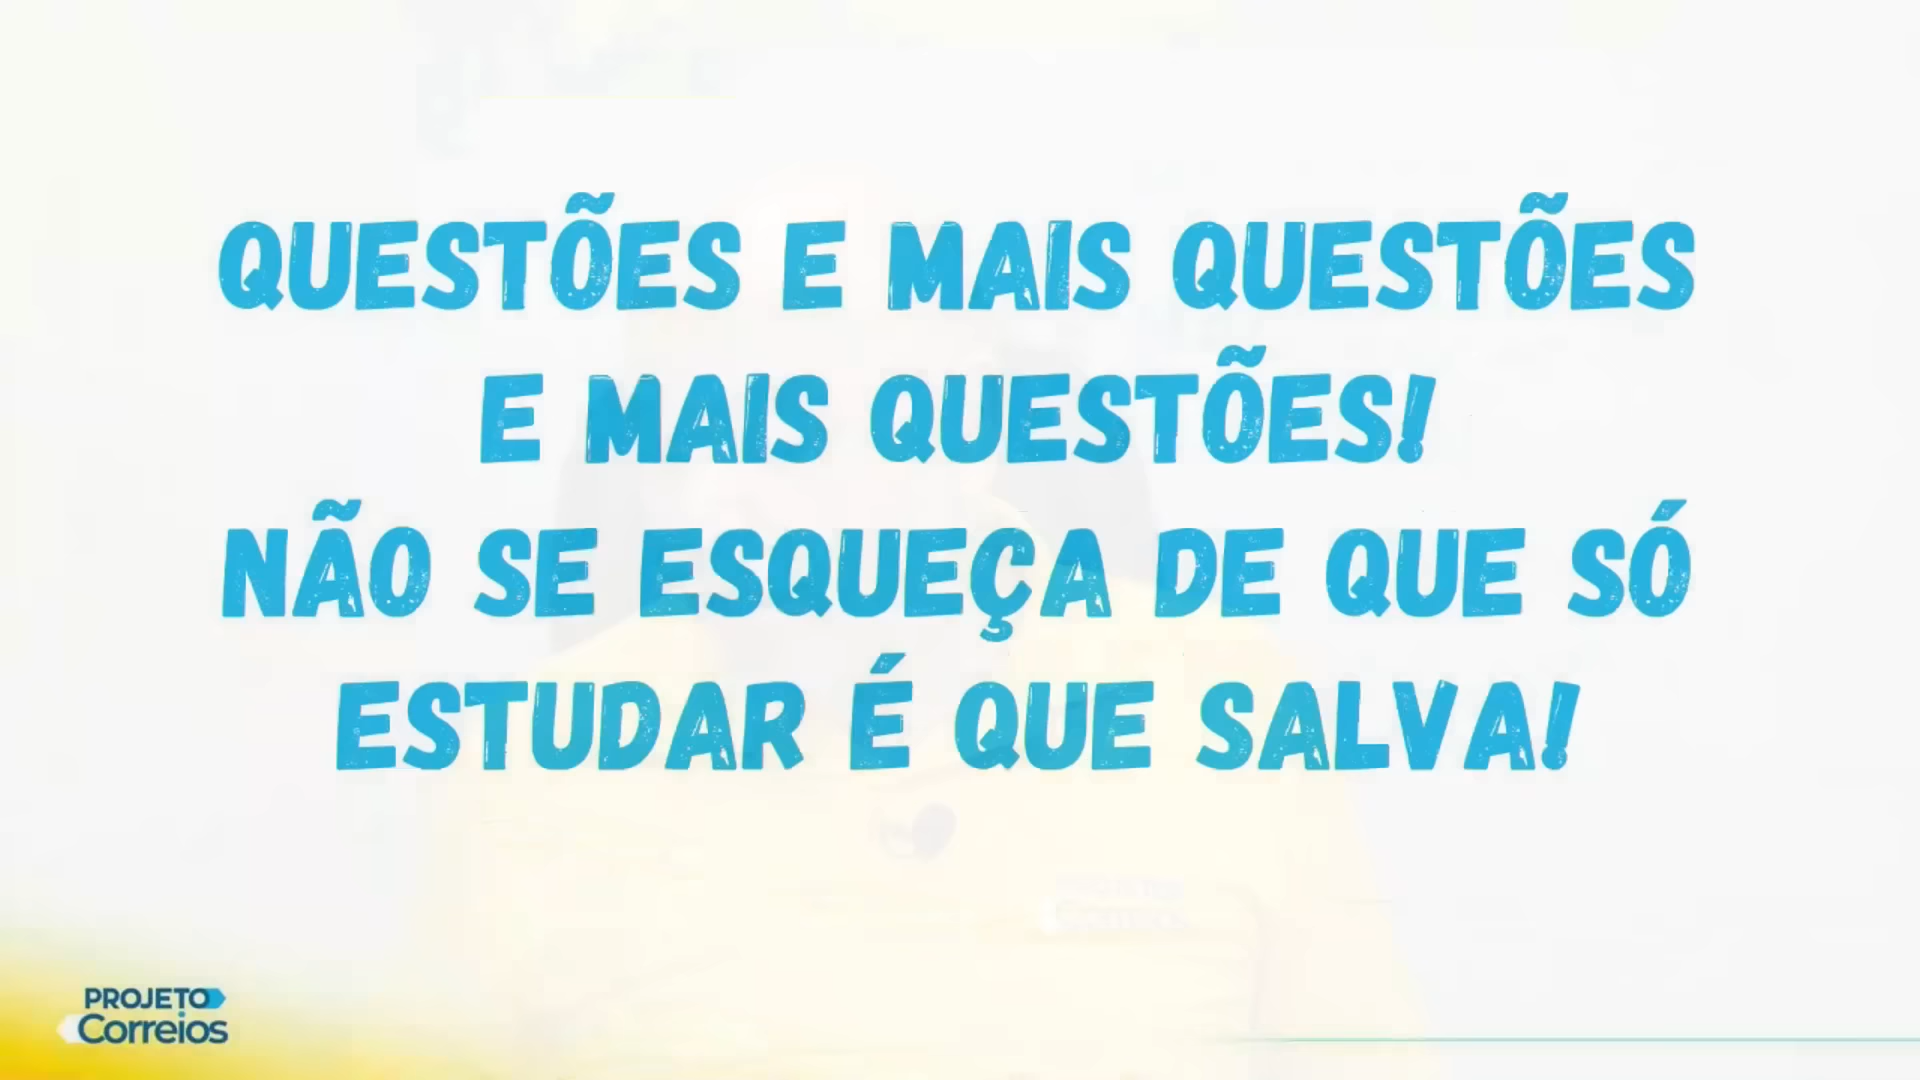 QUESTÕES E MAIS QUESTÕES
E MAIS QUESTÕES!
NÃO SE ESQUEÇA DE QUE SÓ
ESTUDAR É QUE SALVA!
PROJETO
Correios